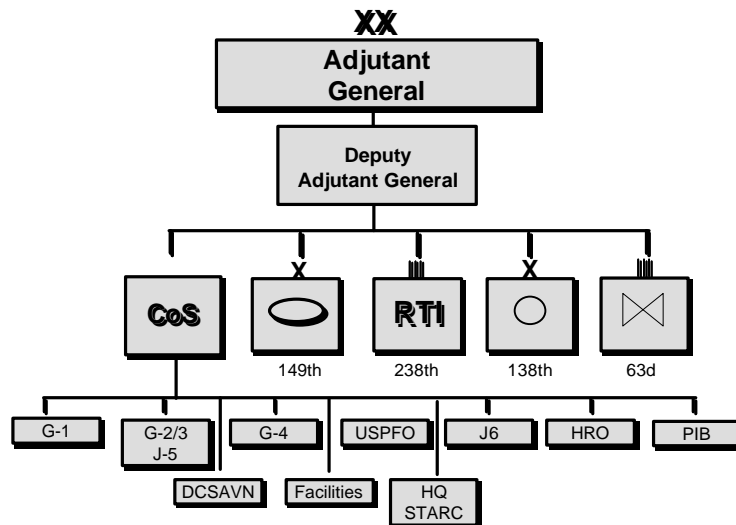 XX
Adjutant
General
Deputy
Adjutant General
X
X
CoS
RTI
149th
238th
138th
63d
G-1
G-2/3
J-5
G-4
USPFO
J6
HRO
PIB
DCSAVN
Facilities
HQ
STARC